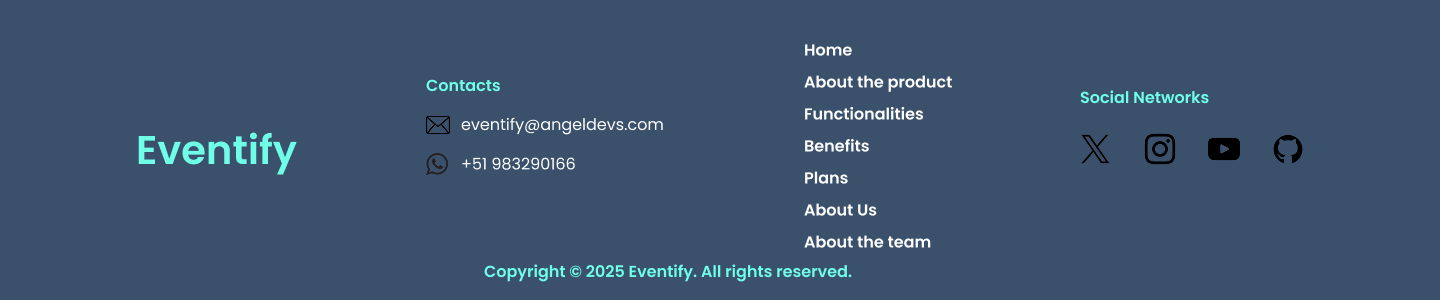 Eventify
Contacts
eventify@angeldevs.com
+51 983290166
Home
About the product
Functionalities
Benefits
Plans
About Us
About the team
Social Networks
Copyright © 2025 Eventify. All rights reserved.